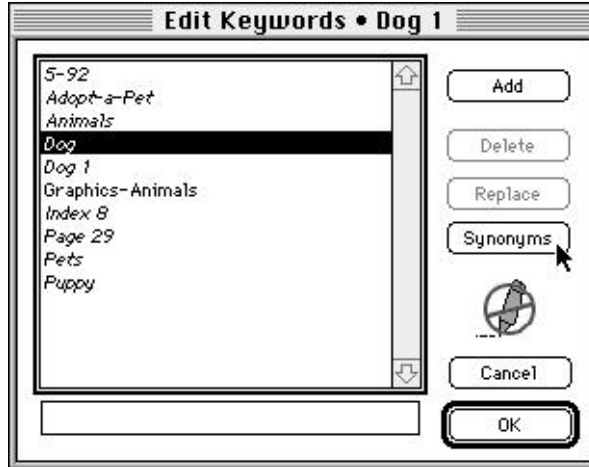 Edit Keywords • Dog 1
5-92
Adopt-a-Pet
Animals
Dog
Dog 1
Graphics-Animals
Index 8
Page 29
Pets
Puppy
Add
Delete
Replace
Synonyms
Cancel
OK